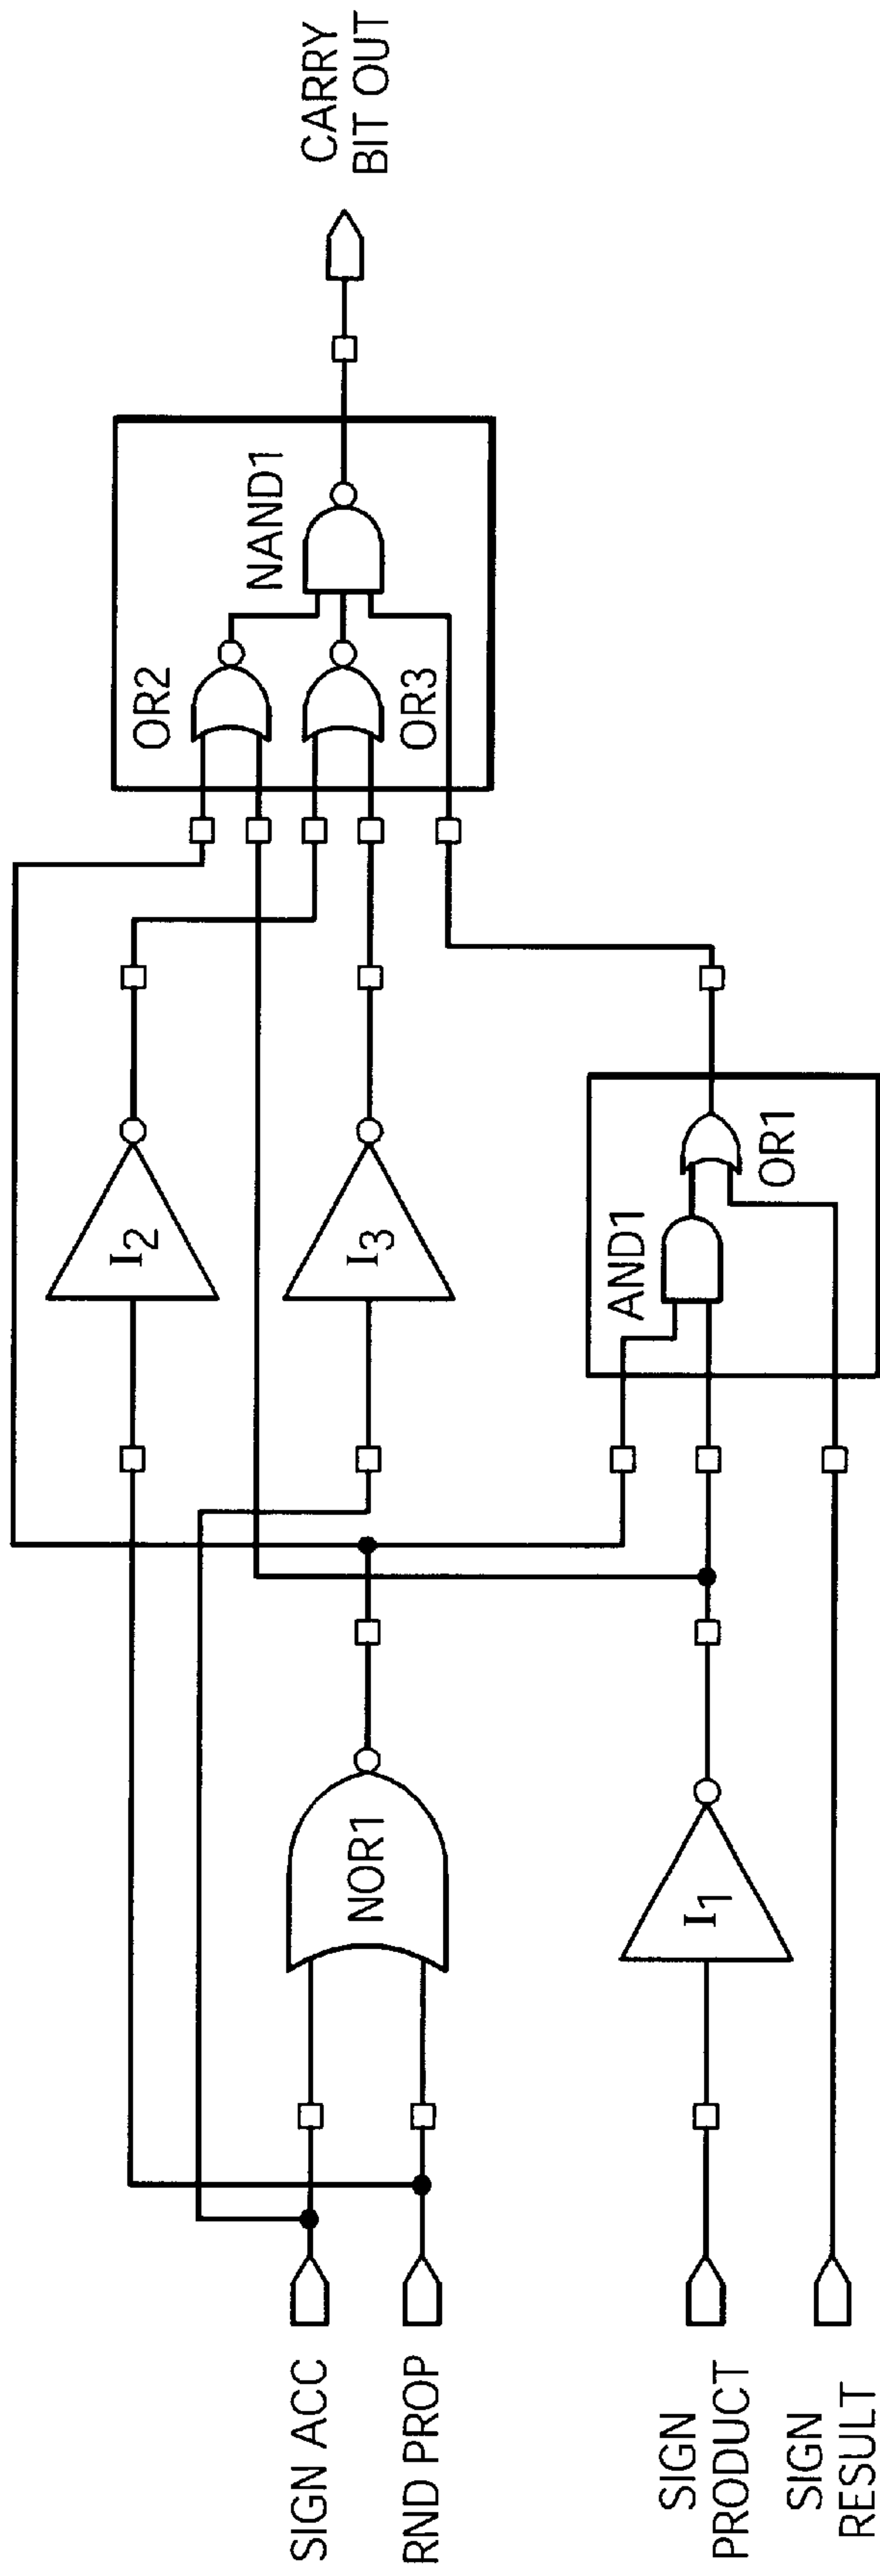 SIGN ACC
RND PROP
SIGN
PRODUCT
SIGN
RESULT
NOR1
I1
I2
I3
AND1
OR1
OR2
OR3
NAND1
CARRY
BIT OUT